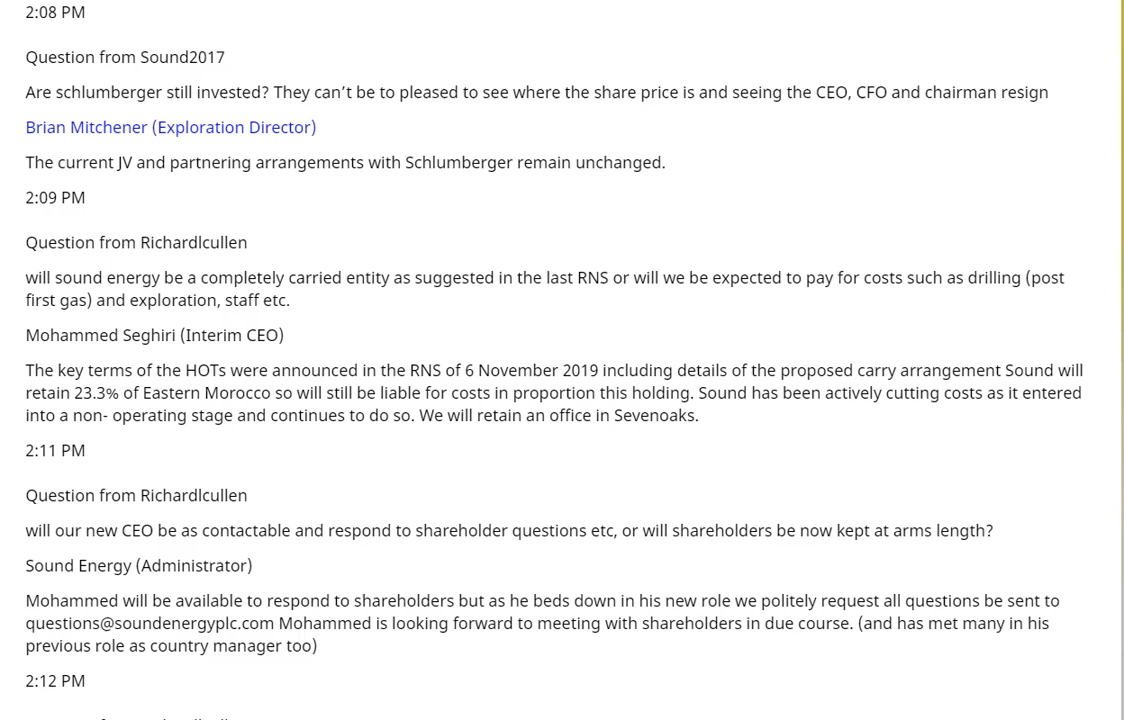 2:08 PM
Question from Sound2017
Are schlumberger still invested? They can’t be to pleased to see where the share price is and seeing the CEO, CFO and chairman resign
Brian Mitchener (Exploration Director)
The current JV and partnering arrangements with Schlumberger remain unchanged.
2:09 PM
Question from Richardlcullen
will sound energy be a completely carried entity as suggested in the last RNS or will we be expected to pay for costs such as drilling (post
first gas) and exploration, staff etc.
Mohammed Seghiri (Interim CEO)
The key terms of the HOTs were announced in the RNS of 6 November 2019 including details of the proposed carry arrangement Sound will
retain 23.3% of Eastern Morocco so will still be liable for costs in proportion this holding. Sound has been actively cutting costs as it entered
into a non- operating stage and continues to do so. We will retain an office in Sevenoaks.
2:11 PM
Question from Richardlcullen
will our new CEO be as contactable and respond to shareholder questions etc, or will shareholders be now kept at arms length?
Sound Energy (Administrator)
Mohammed will be available to respond to shareholders but as he beds down in his new role we politely request all questions be sent to
questions@soundenergyplc.com Mohammed is looking forward to meeting with shareholders in due course. (and has met many in his
previous role as country manager too)
2:12 PM